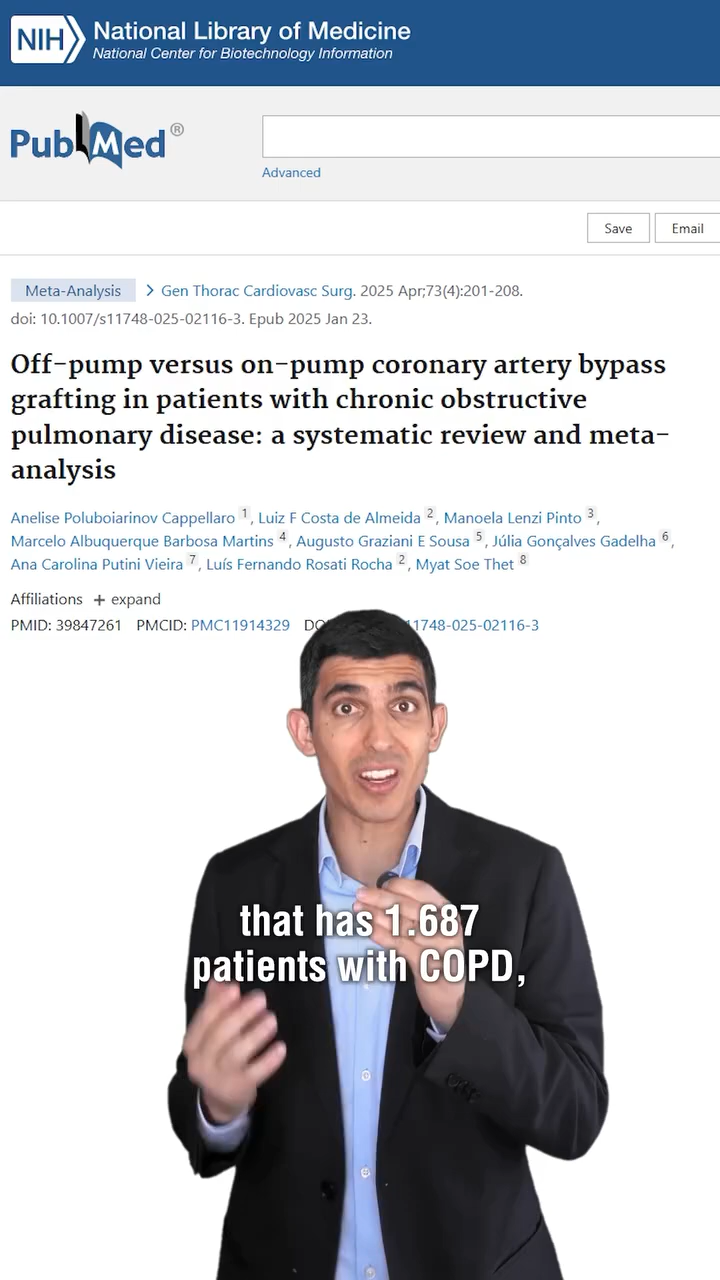 NIH National Library of Medicine
National Center for Biotechnology Information
PubMed®
Advanced
Save Email
Meta-Analysis > Gen Thorac Cardiovasc Surg. 2025 Apr;73(4):201-208.
doi: 10.1007/s11748-025-02116-3. Epub 2025 Jan 23.
Off-pump versus on-pump coronary artery bypass
grafting in patients with chronic obstructive
pulmonary disease: a systematic review and meta-
analysis
Anelise Poluboiarinov Cappellaro 1, Luiz F Costa de Almeida 2, Manoela Lenzi Pinto 3,
Marcelo Albuquerque Barbosa Martins 4, Augusto Graziani E Sousa 5, Júlia Gonçalves Gadelha 6,
Ana Carolina Putini Vieira 7, Luís Fernando Rosati Rocha 2, Myat Soe Thet 8
Affiliations + expand
PMID: 39847261 PMCID: PMC11914329 DO 11748-025-02116-3
that has 1.687
patients with COPD,